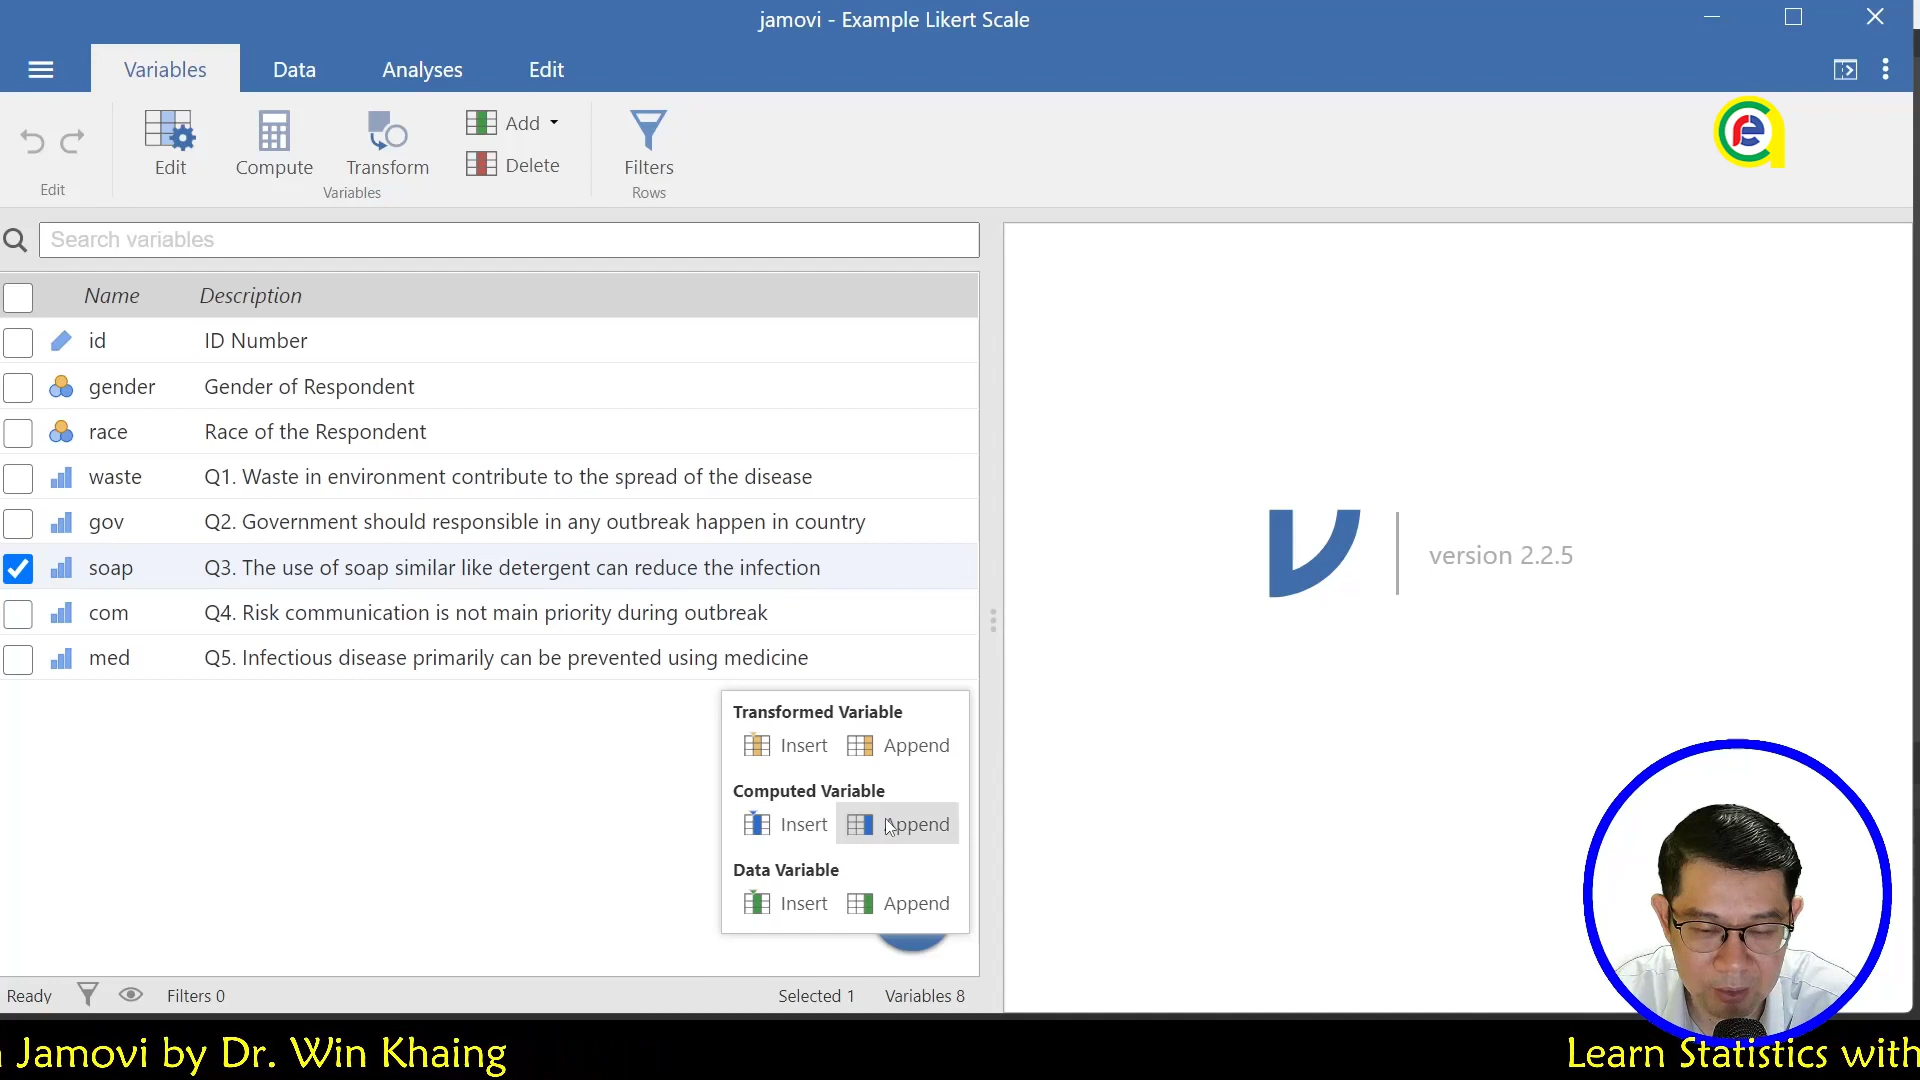 jamovi - Example Likert Scale
Variables
Data
Analyses
Edit
Edit
Edit
Compute
Transform
Variables
Add
Delete
Filters
Rows
Search variables
Name Description
id ID Number
gender Gender of Respondent
race Race of the Respondent
waste Q1. Waste in environment contribute to the spread of the disease
gov Q2. Government should responsible in any outbreak happen in country
soap Q3. The use of soap similar like detergent can reduce the infection
com Q4. Risk communication is not main priority during outbreak
med Q5. Infectious disease primarily can be prevented using medicine
Transformed Variable
Insert Append
Computed Variable
Insert Append
Data Variable
Insert Append
version 2.2.5
Ready Filters 0 Selected 1 Variables 8
Jamovi by Dr. Win Khaing
Learn Statistics with